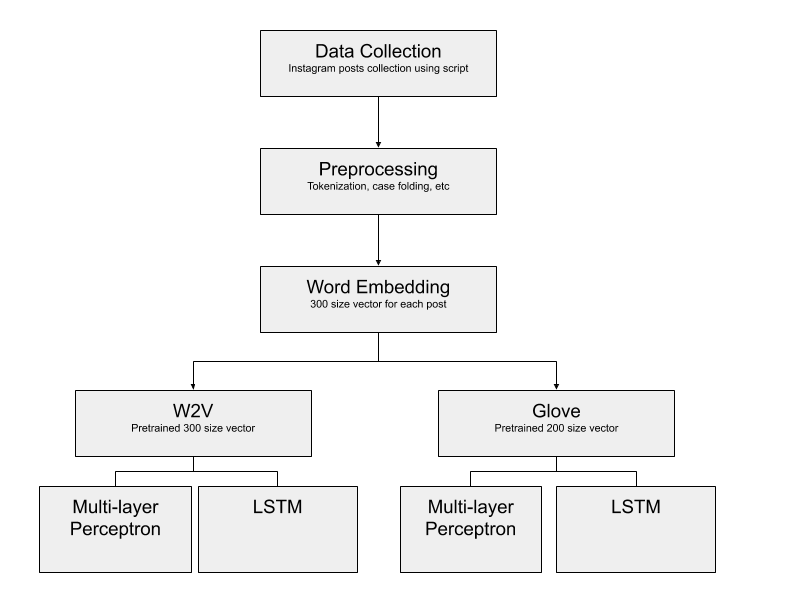 Data Collection
Instagram posts collection using script
Preprocessing
Tokenization, case folding, etc
Word Embedding
300 size vector for each post
W2V
Pretrained 300 size vector
Glove
Pretrained 200 size vector
Multi-layer
Perceptron
LSTM
Multi-layer
Perceptron
LSTM